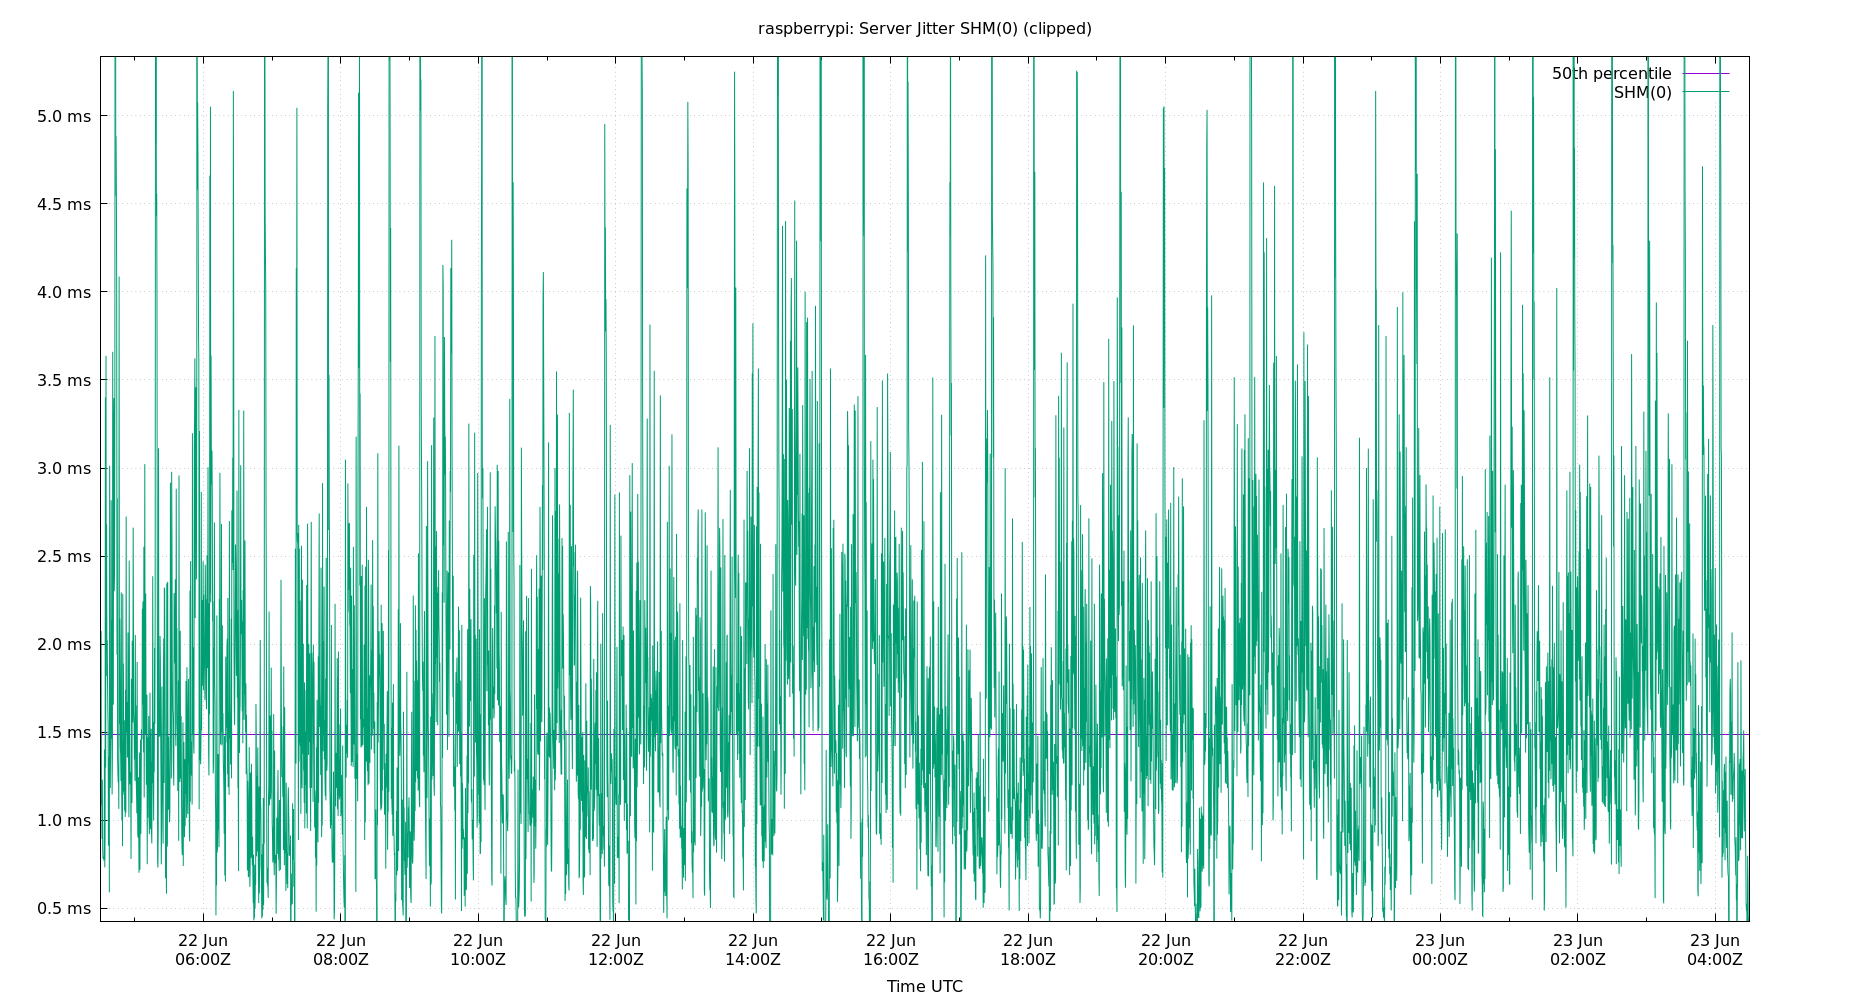 raspberrypi: Server Jitter SHM(0) (clipped)
50th percentile
SHM(0)
5.0 ms
4.5 ms
4.0 ms
3.5 ms
3.0 ms
2.5 ms
2.0 ms
1.5 ms
1.0 ms
0.5 ms
22 Jun 22 Jun 22 Jun 22 Jun 22 Jun 22 Jun 22 Jun 22 Jun 22 Jun 23 Jun 23 Jun 23 Jun
06:00Z 08:00Z 10:00Z 12:00Z 14:00Z 16:00Z 18:00Z 20:00Z 22:00Z 00:00Z 02:00Z 04:00Z
Time UTC